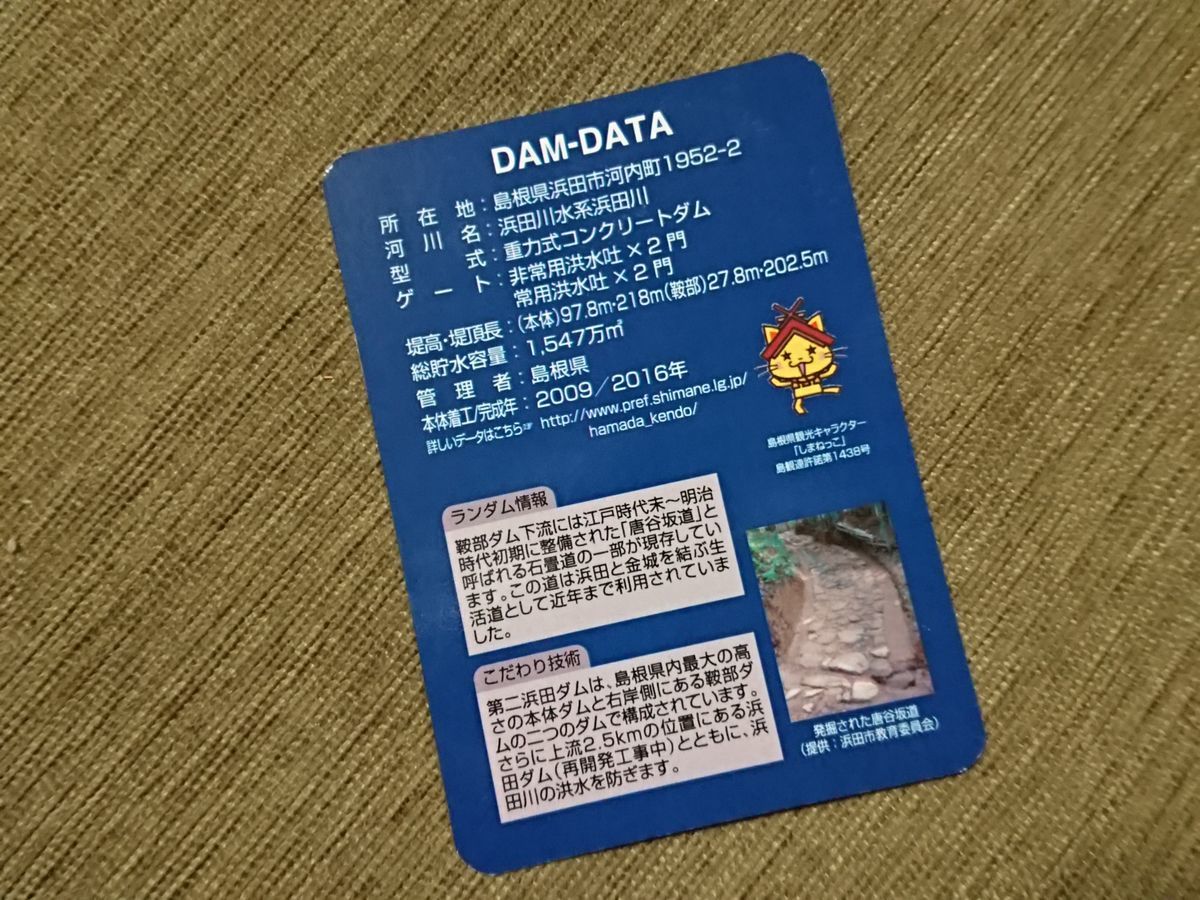 DAM-DATA
所在地：島根県浜田市河内町1952-2
河川名：浜田川水系浜田川
型式：重力式コンクリートダム
ゲート：非常用洪水吐×2門
常用洪水吐×2門
堤高・堤頂長：(本体)97.8m・218m(鞍部)27.8m・202.5m
総貯水容量：1,547万㎥
管理者：島根県
本体着工/完成年：2009／2016年
詳しいデータはこちら☞ http://www.pref.shimane.lg.jp/
hamada_kendo/
島根県観光キャラクター
「しまねっこ」
島観連許諾第1438号
ランダム情報
鞍部ダム下流には江戸時代末〜明治
時代初期に整備された「唐谷坂道」と
呼ばれる石畳道の一部が現存してい
ます。この道は浜田と金城を結ぶ生
活道として近年まで利用されていま
した。
こだわり技術
第二浜田ダムは、島根県内最大の高
さの本体ダムと右岸側にある鞍部ダ
ムの二つのダムで構成されています。
さらに上流2.5kmの位置にある浜
田ダム(再開発工事中)とともに、浜
田川の洪水を防ぎます。
発掘された唐谷坂道
(提供：浜田市教育委員会)